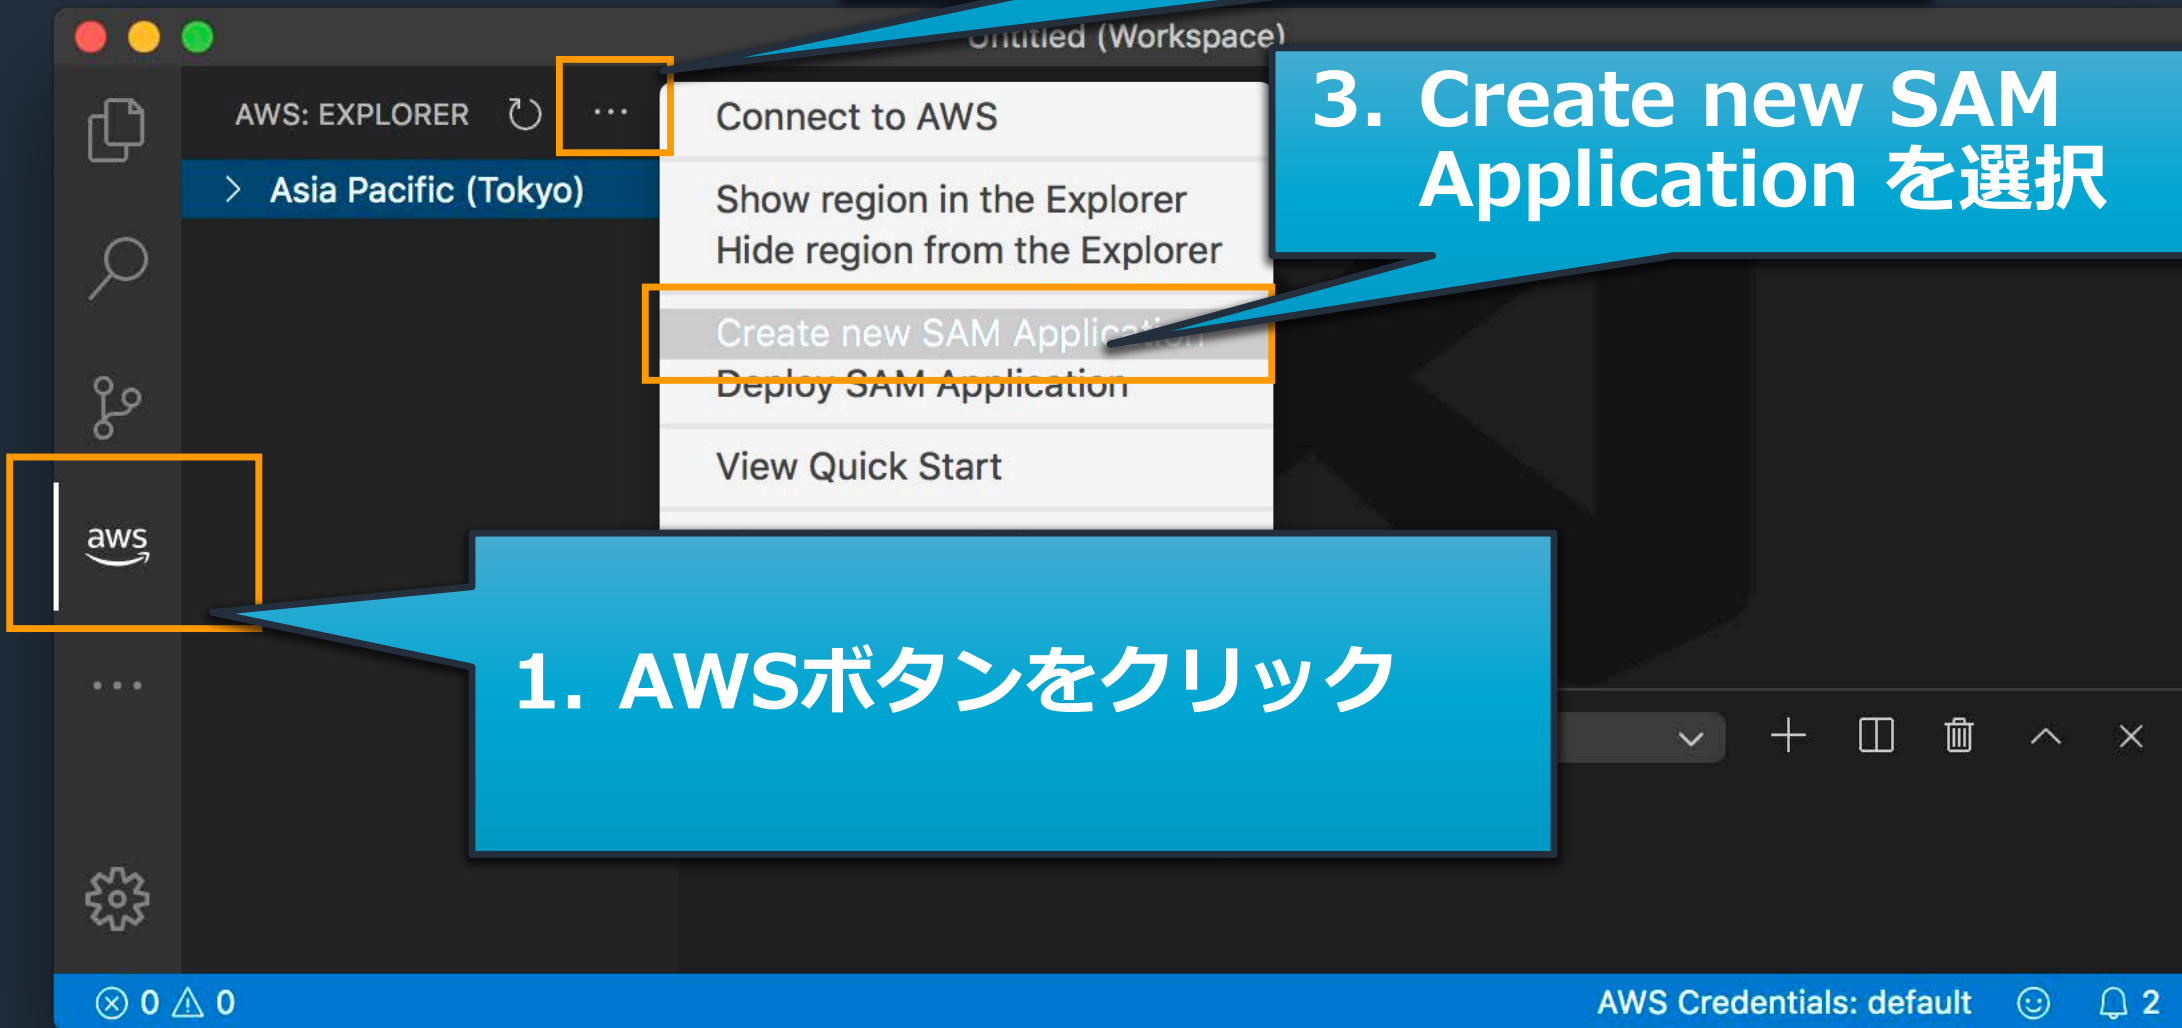 Untitled (Workspace)
AWS: EXPLORER
Asia Pacific (Tokyo)
Connect to AWS
Show region in the Explorer
Hide region from the Explorer
Create new SAM Application
Deploy SAM Application
View Quick Start
3. Create new SAM
Application を選択
aws
1. AWSボタンをクリック
0 0
AWS Credentials: default
2